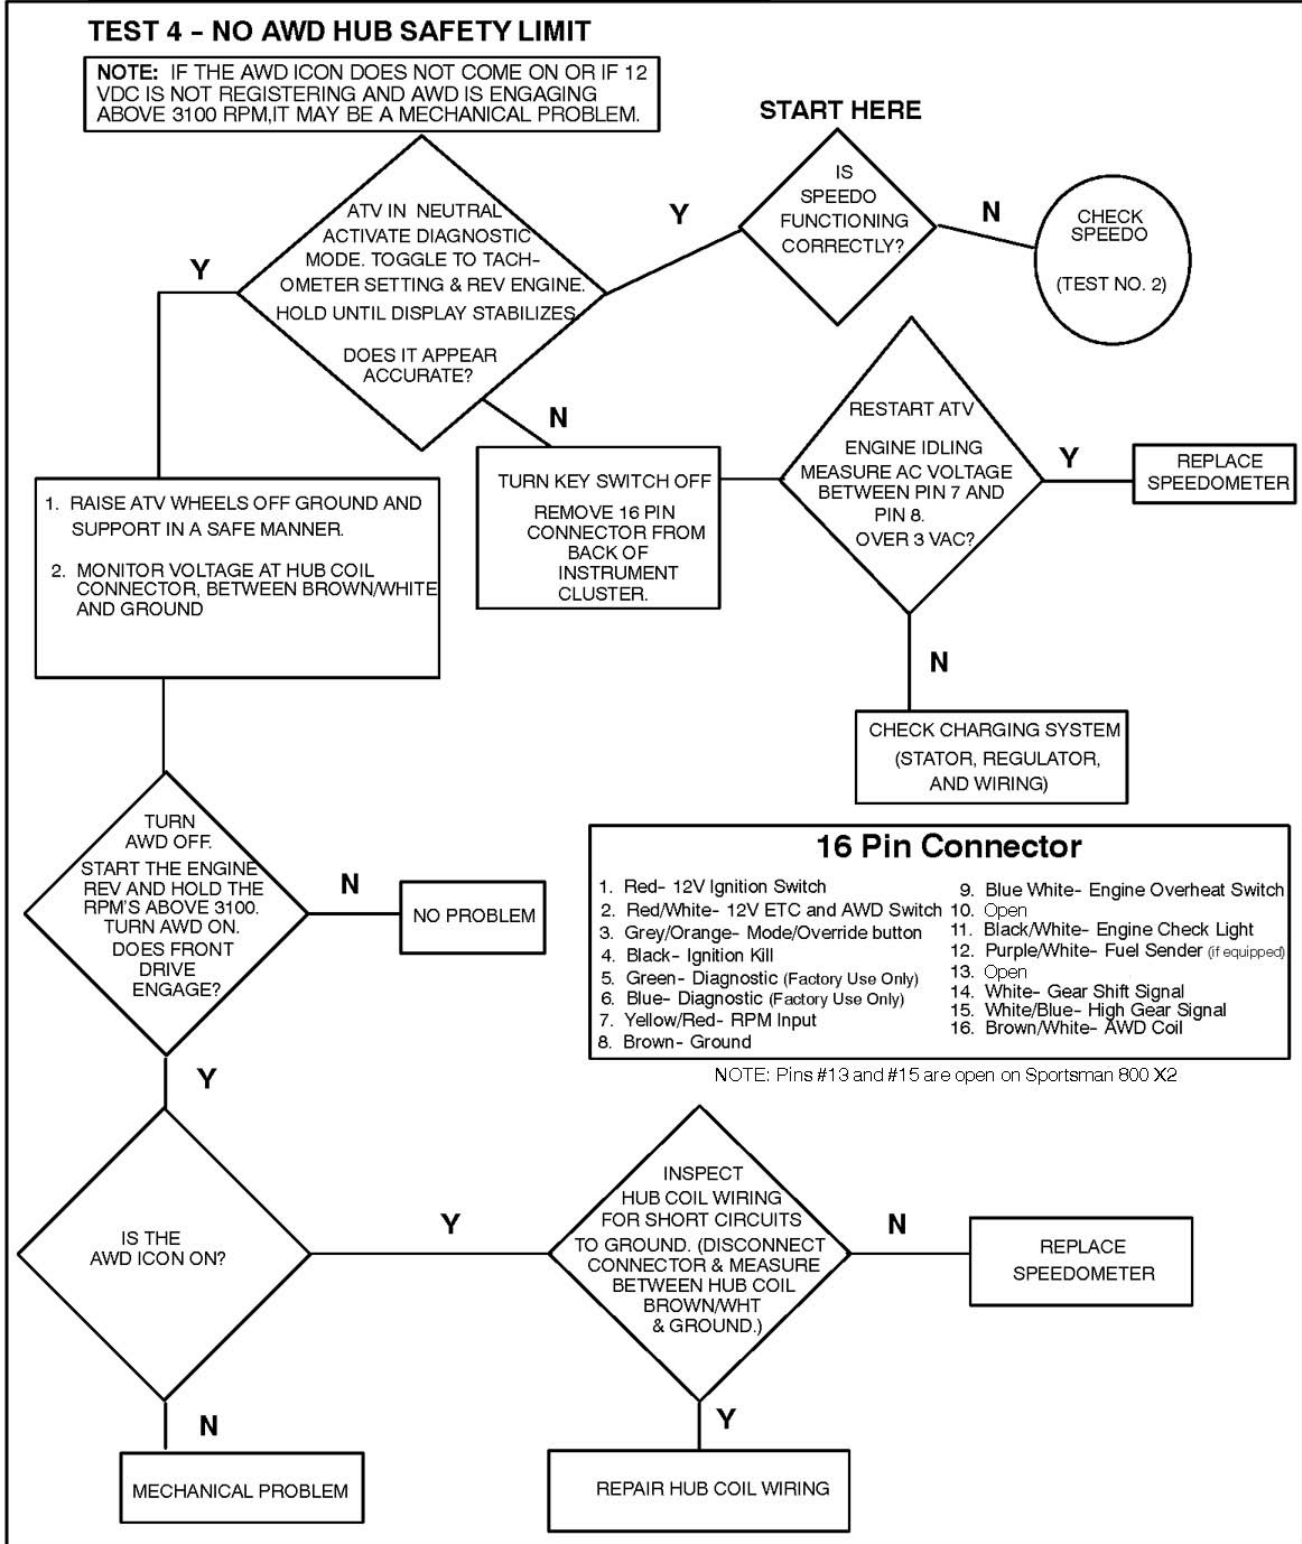 TEST 4 – NO AWD HUB SAFETY LIMIT
NOTE: IF THE AWD ICON DOES NOT COME ON OR IF 12
VDC IS NOT REGISTERING AND AWD IS ENGAGING
ABOVE 3100 RPM,IT MAY BE A MECHANICAL PROBLEM.
START HERE
IS
SPEEDO
FUNCTIONING
CORRECTLY?
N
CHECK
SPEEDO
(TEST NO. 2)
Y
ATV IN NEUTRAL
ACTIVATE DIAGNOSTIC
MODE. TOGGLE TO TACH-
OMETER SETTING & REV ENGINE.
HOLD UNTIL DISPLAY STABILIZES.
DOES IT APPEAR
ACCURATE?
Y
N
TURN KEY SWITCH OFF
REMOVE 16 PIN
CONNECTOR FROM
BACK OF
INSTRUMENT
CLUSTER.
RESTART ATV
ENGINE IDLING
MEASURE AC VOLTAGE
BETWEEN PIN 7 AND
PIN 8.
OVER 3 VAC?
Y
REPLACE
SPEEDOMETER
N
CHECK CHARGING SYSTEM
(STATOR, REGULATOR,
AND WIRING)
1. RAISE ATV WHEELS OFF GROUND AND
SUPPORT IN A SAFE MANNER.
2. MONITOR VOLTAGE AT HUB COIL
CONNECTOR, BETWEEN BROWN/WHITE
AND GROUND
TURN
AWD OFF.
START THE ENGINE
REV AND HOLD THE
RPM'S ABOVE 3100.
TURN AWD ON.
DOES FRONT
DRIVE
ENGAGE?
N
NO PROBLEM
Y
16 Pin Connector
1. Red- 12V Ignition Switch
2. Red/White- 12V ETC and AWD Switch
3. Grey/Orange- Mode/Override button
4. Black- Ignition Kill
5. Green- Diagnostic (Factory Use Only)
6. Blue- Diagnostic (Factory Use Only)
7. Yellow/Red- RPM Input
8. Brown- Ground
9. Blue White- Engine Overheat Switch
10. Open
11. Black/White- Engine Check Light
12. Purple/White- Fuel Sender (if equipped)
13. Open
14. White- Gear Shift Signal
15. White/Blue- High Gear Signal
16. Brown/White- AWD Coil
NOTE: Pins #13 and #15 are open on Sportsman 800 X2
IS THE
AWD ICON ON?
Y
INSPECT
HUB COIL WIRING
FOR SHORT CIRCUITS
TO GROUND. (DISCONNECT
CONNECTOR & MEASURE
BETWEEN HUB COIL
BROWN/WHT
& GROUND.)
N
REPLACE
SPEEDOMETER
Y
REPAIR HUB COIL WIRING
N
MECHANICAL PROBLEM